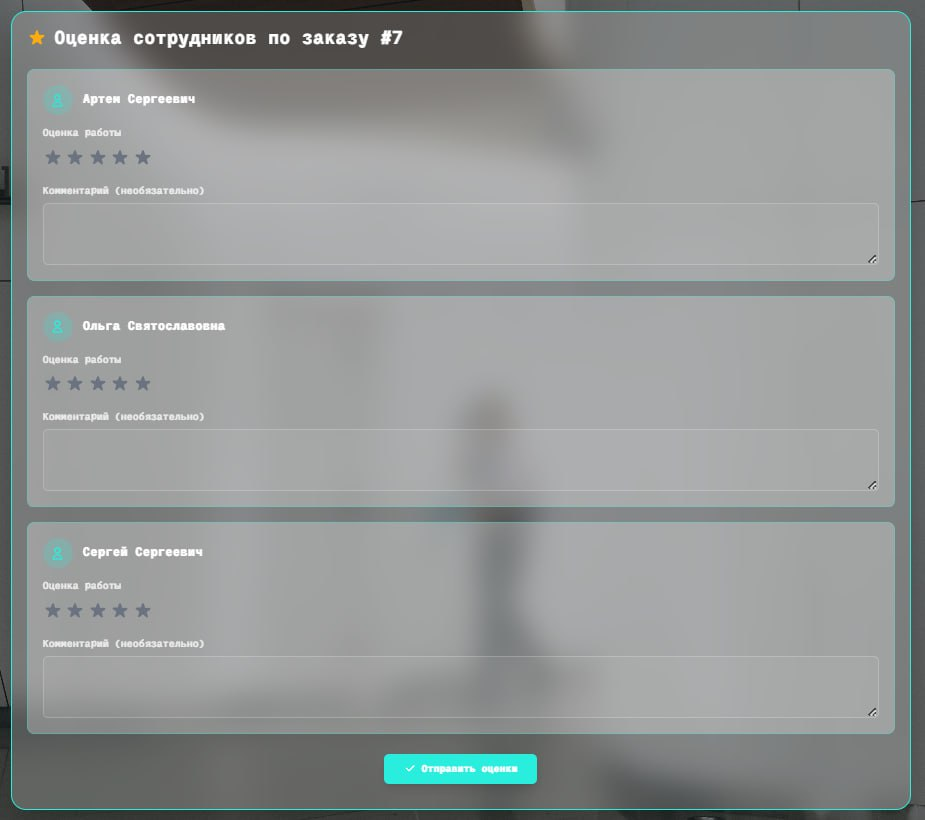 Оценка сотрудников по заказу #7
Артем Сергеевич
Оценка работы
Комментарий (необязательно)
Ольга Святославовна
Оценка работы
Комментарий (необязательно)
Сергей Сергеевич
Оценка работы
Комментарий (необязательно)
Отправить оценки